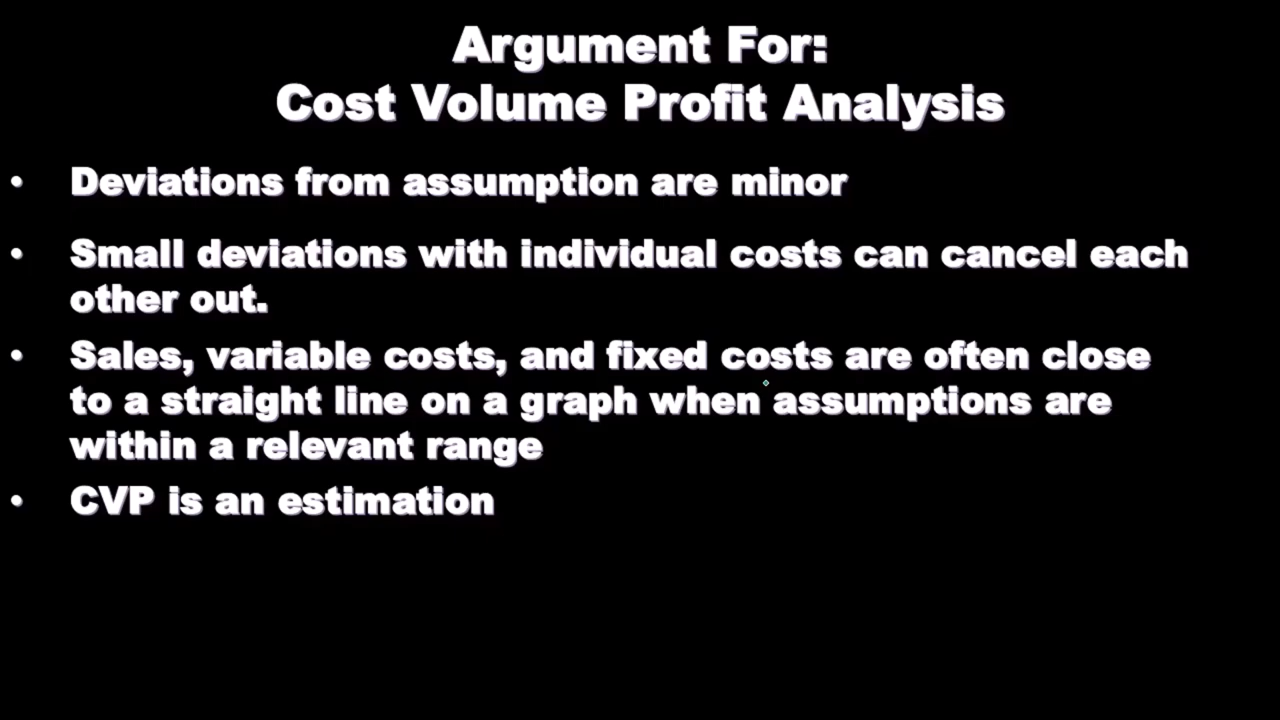 Argument For:
Cost Volume Profit Analysis
• Deviations from assumption are minor
• Small deviations with individual costs can cancel each
other out.
• Sales, variable costs, and fixed costs are often close
to a straight line on a graph when assumptions are
within a relevant range
• CVP is an estimation